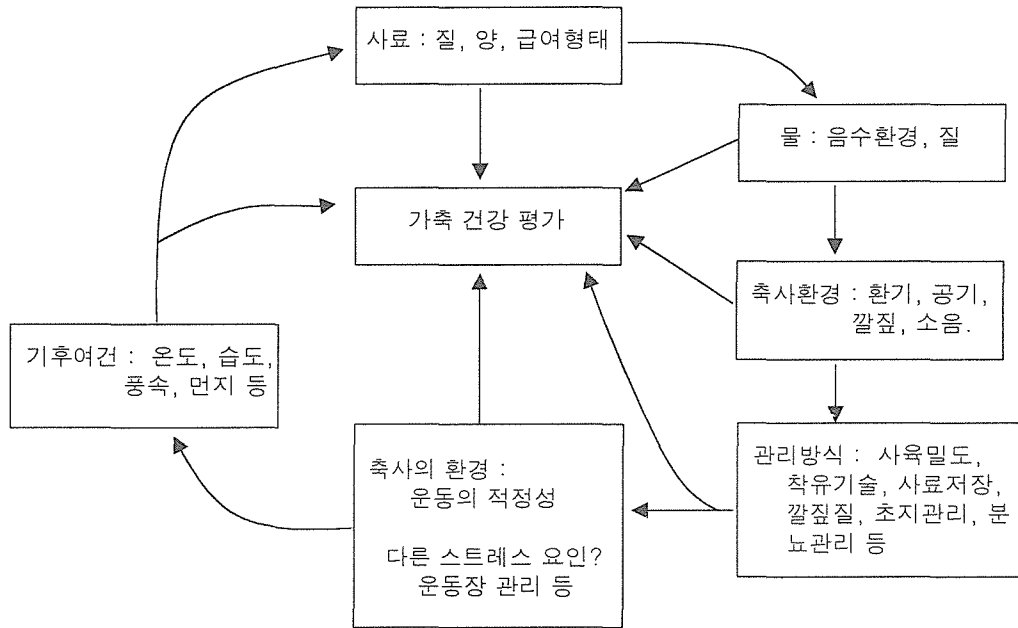 사료 : 질, 양, 급여형태
물 : 음수환경, 질
가축 건강 평가
축사환경 : 환기, 공기,
깔짚, 소음.
기후여건 : 온도, 습도,
풍속, 먼지 등
축사의 환경 :
운동의 적정성
다른 스트레스 요인?
운동장 관리 등
관리방식 : 사육밀도,
착유기술, 사료저장,
깔짚질, 초지관리, 분
뇨관리 등